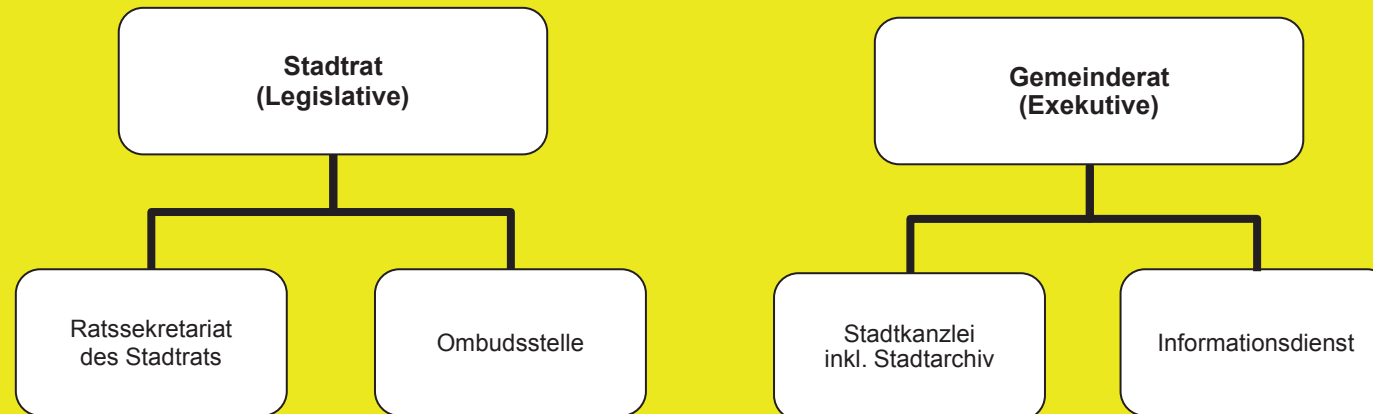 Stadtrat
(Legislative)
Gemeinderat
(Exekutive)
Ratssekretariat
des Stadtrats
Ombudsstelle
Stadtkanzlei
inkl. Stadtarchiv
Informationsdienst